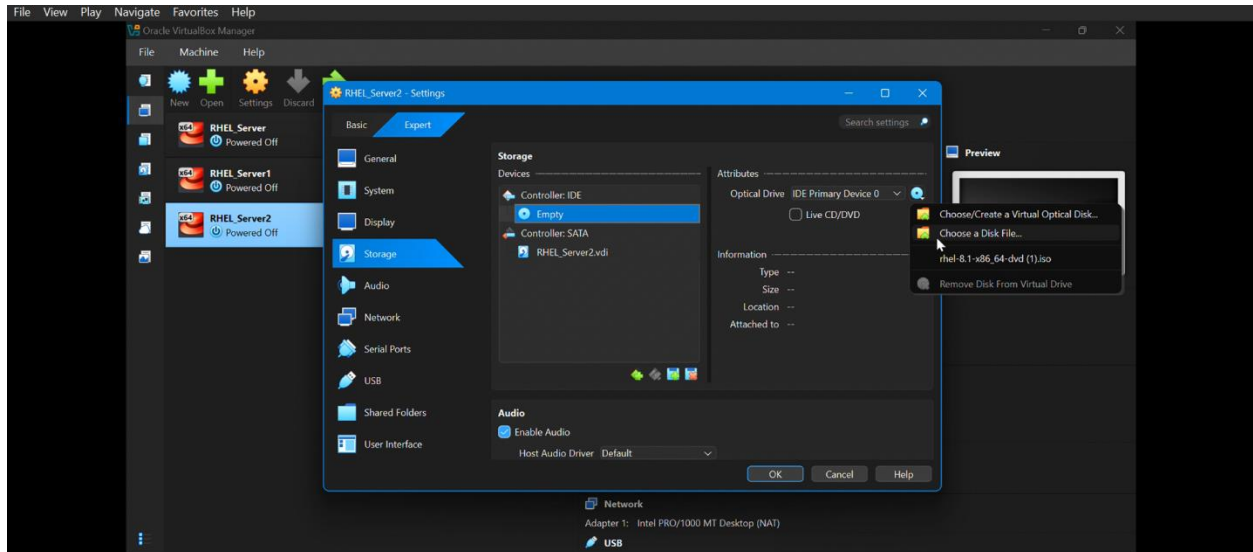 File View Play Navigate Favorites Help
Oracle VirtualBox Manager
File Machine Help
New Open Settings Discard
x64 RHEL_Server
Powered Off
x64 RHEL_Server1
Powered Off
x64 RHEL_Server2
Powered Off
RHEL_Server2 - Settings
Basic Expert Search settings
General
System
Display
Storage
Audio
Network
Serial Ports
USB
Shared Folders
User Interface
Storage
Devices
Controller: IDE
Empty
Controller: SATA
RHEL_Server2.vdi
Attributes
Optical Drive IDE Primary Device 0
Live CD/DVD
Information
Type --
Size --
Location --
Attached to --
Audio
Enable Audio
Host Audio Driver Default
OK Cancel Help
Preview
Choose/Create a Virtual Optical Disk...
Choose a Disk File...
rhel-8.1-x86_64-dvd (1).iso
Remove Disk From Virtual Drive
Network
Adapter 1: Intel PRO/1000 MT Desktop (NAT)
USB